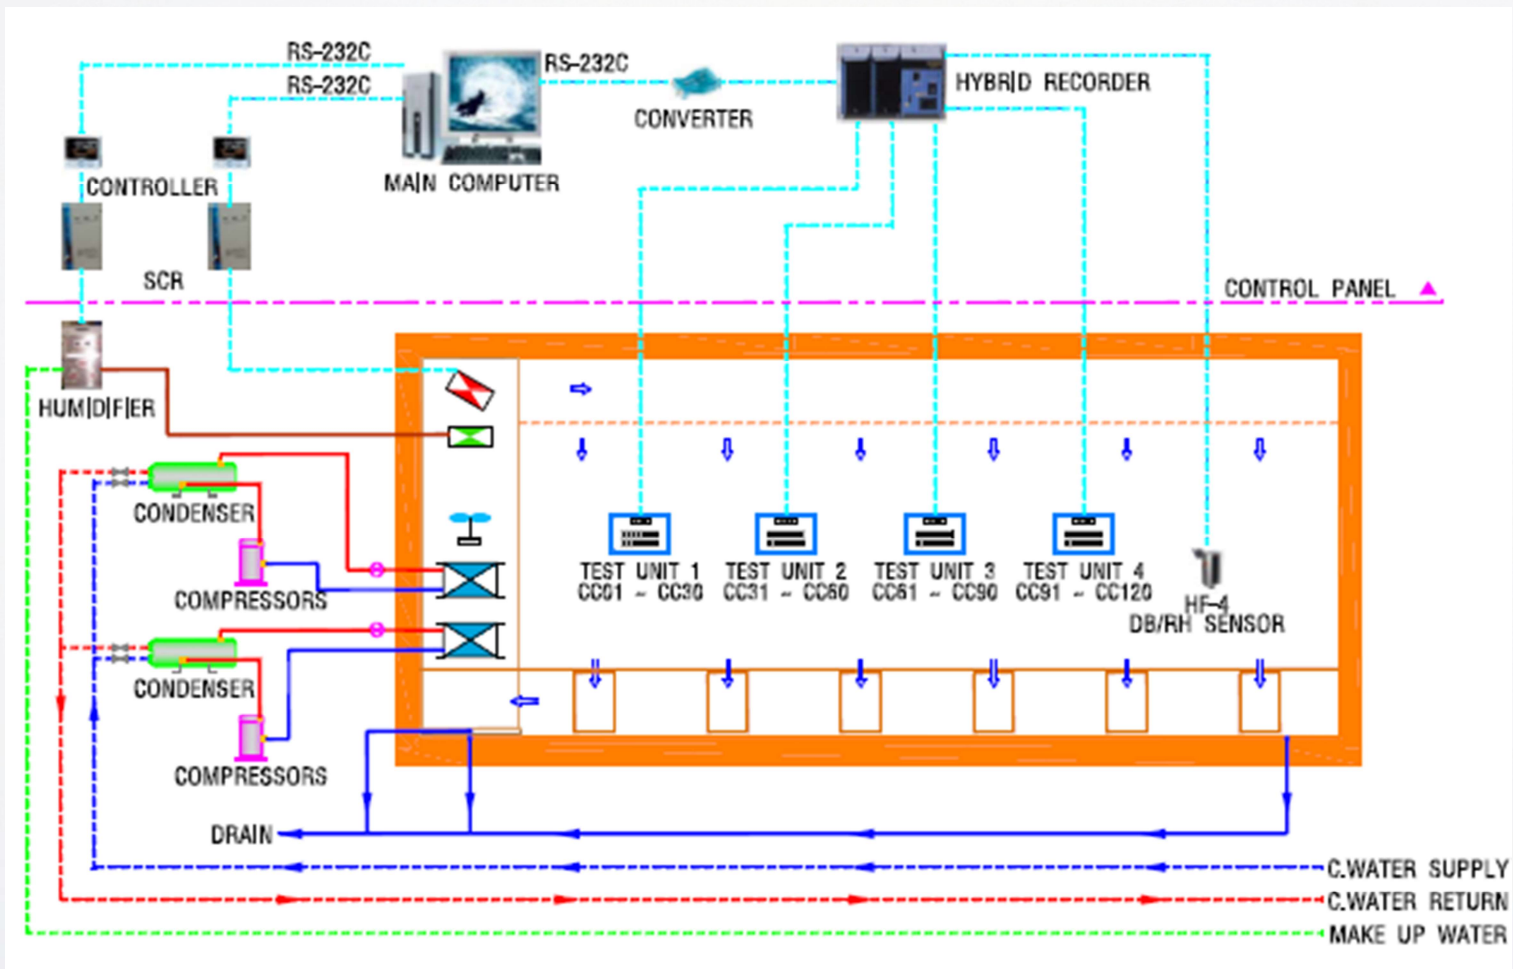 RS-232C
RS-232C
RS-232C
HYBRID RECORDER
CONVERTER
CONTROLLER
MAIN COMPUTER
SCR
CONTROL PANEL
HUMIDIFIER
CONDENSER
COMPRESSORS
TEST UNIT 1
CC01 ~ CC30
TEST UNIT 2
CC31 ~ CC60
TEST UNIT 3
CC61 ~ CC90
TEST UNIT 4
CC91 ~ CC120
HF-4
DB/RH SENSOR
CONDENSER
COMPRESSORS
DRAIN
C.WATER SUPPLY
C.WATER RETURN
MAKE UP WATER